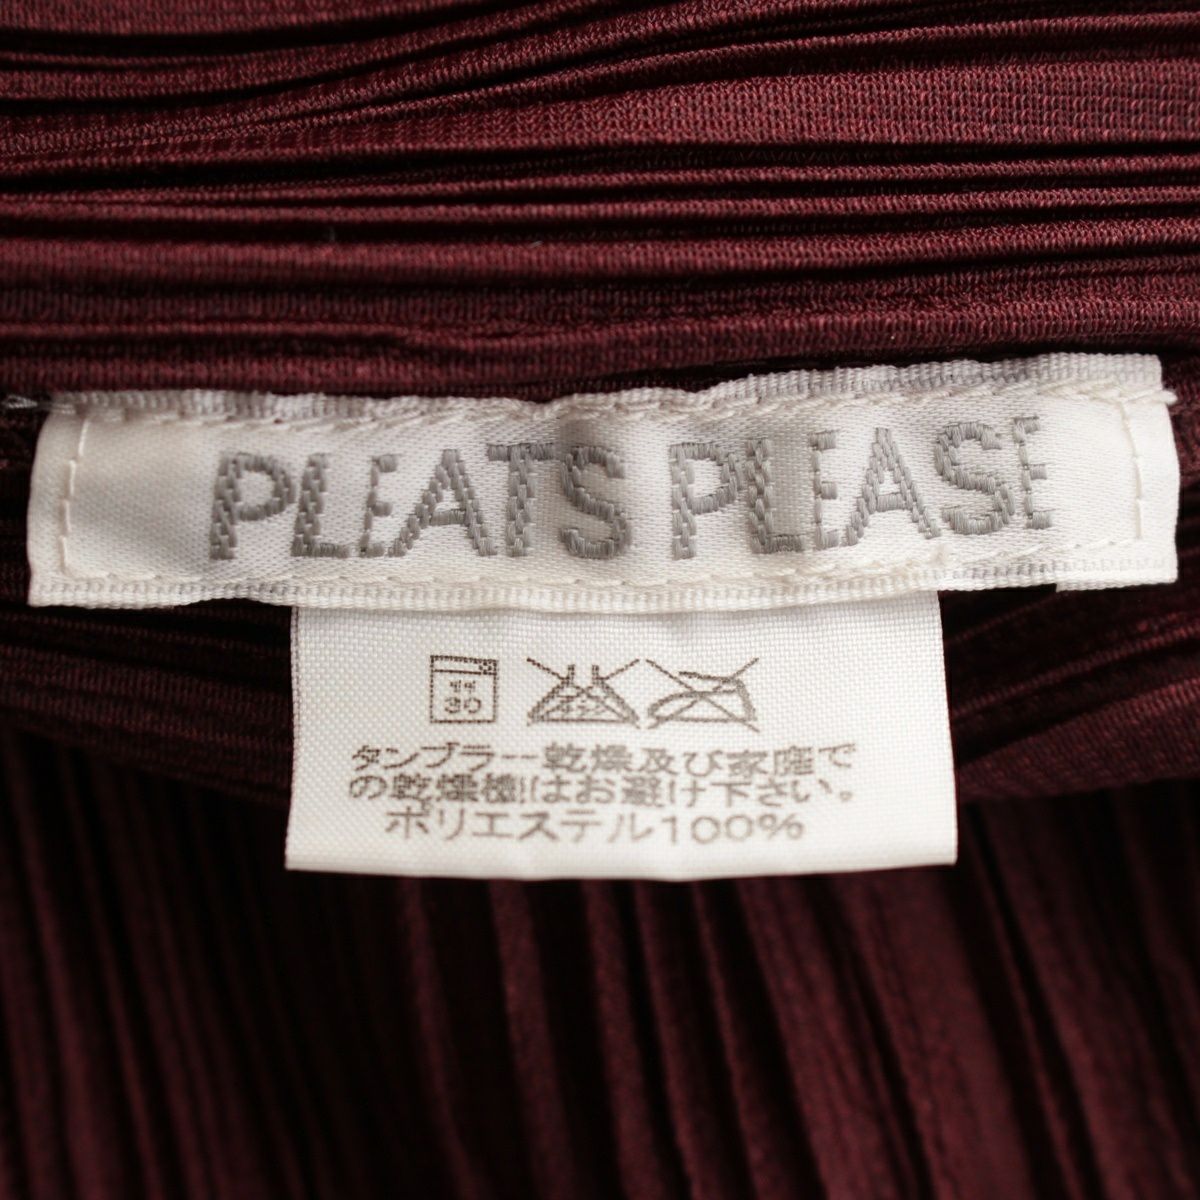 PLEATS PLEASE
弱
30
タンブラー乾燥及び家庭で
の乾燥機はお避け下さい。
ポリエステル100%